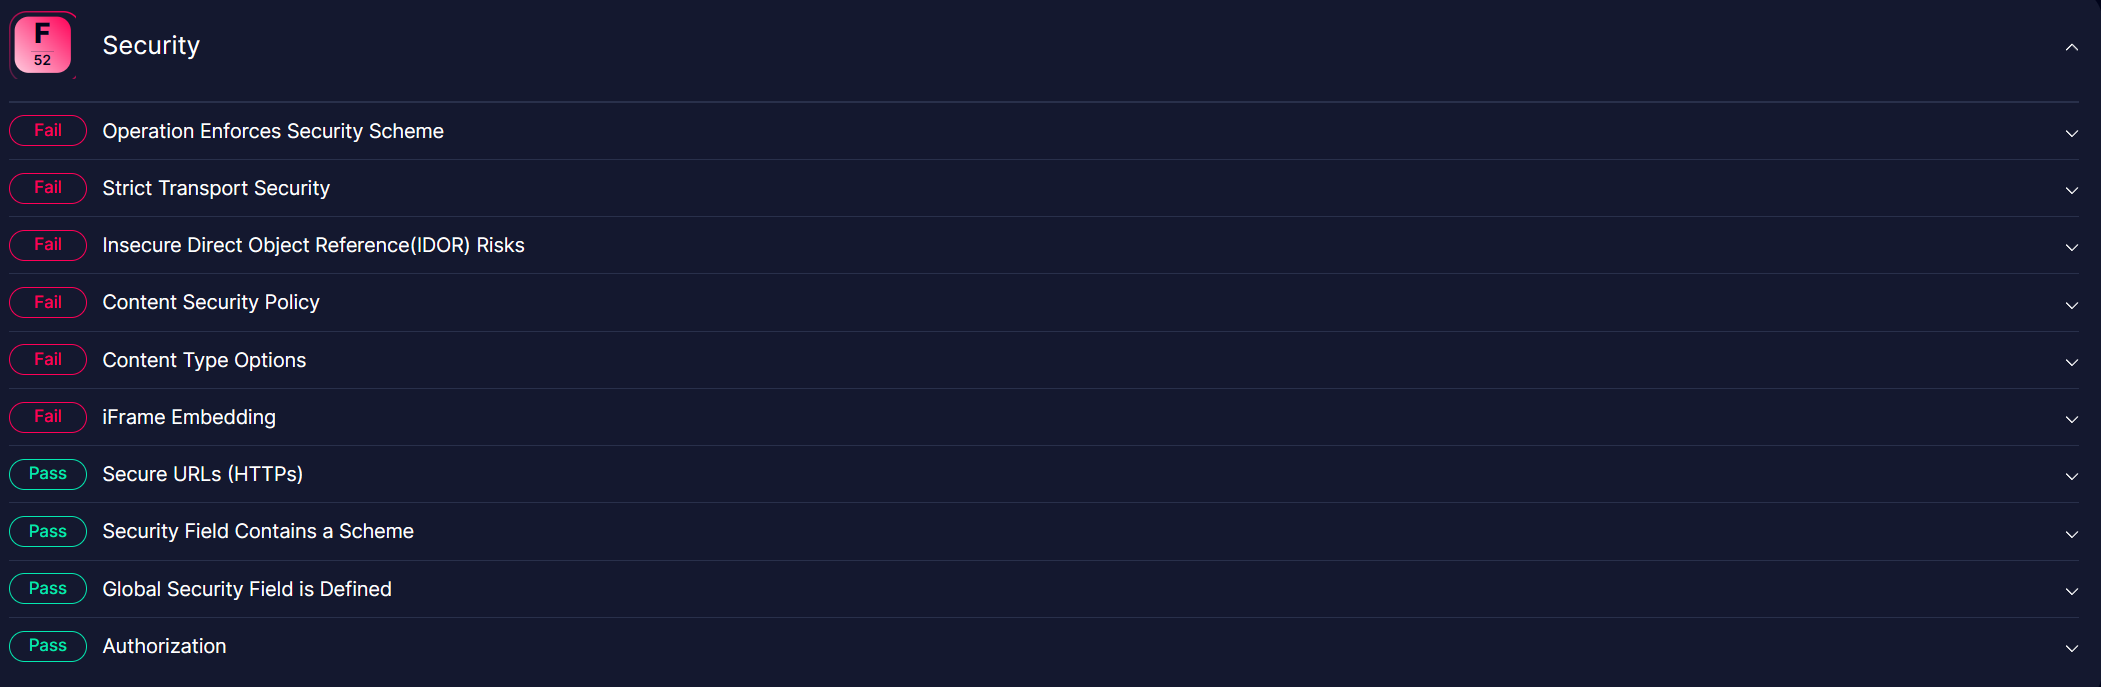 F
52
Security
Fail Operation Enforces Security Scheme
Fail Strict Transport Security
Fail Insecure Direct Object Reference(IDOR) Risks
Fail Content Security Policy
Fail Content Type Options
Fail iFrame Embedding
Pass Secure URLs (HTTPs)
Pass Security Field Contains a Scheme
Pass Global Security Field is Defined
Pass Authorization